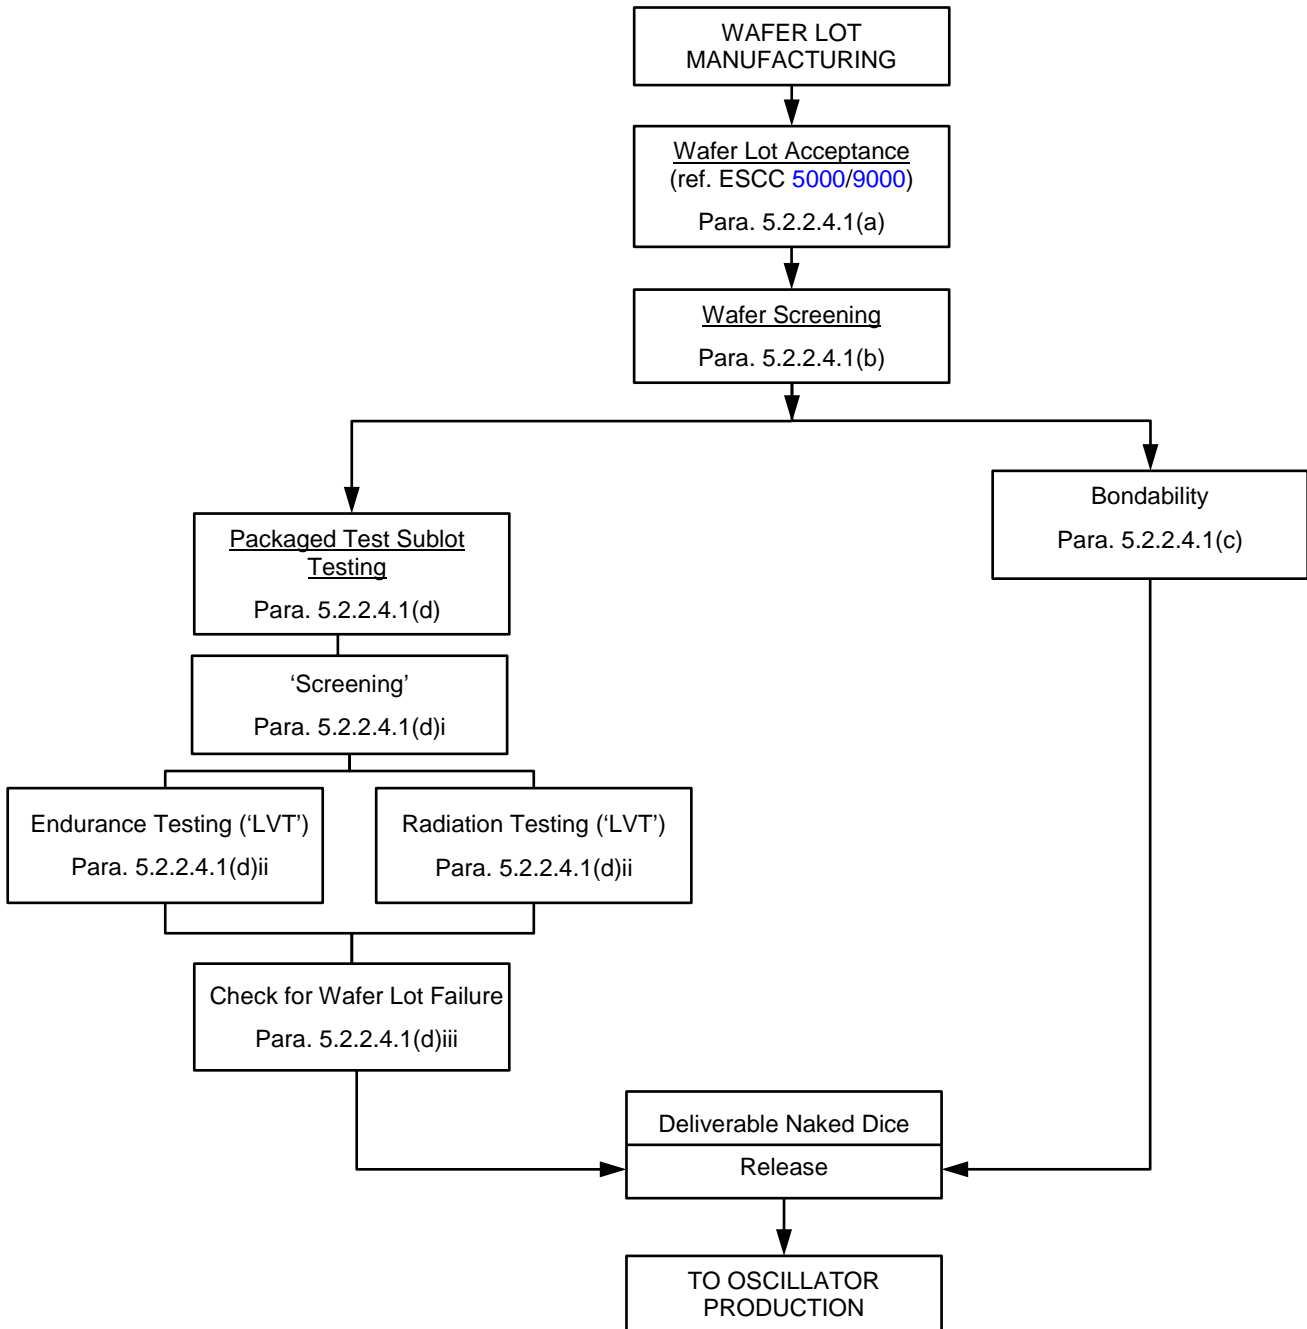 WAFER LOT
MANUFACTURING
Wafer Lot Acceptance
(ref. ESCC 5000/9000)
Para. 5.2.2.4.1(a)
Wafer Screening
Para. 5.2.2.4.1(b)
Bondability
Para. 5.2.2.4.1(c)
Packaged Test Sublot
Testing
Para. 5.2.2.4.1(d)
‘Screening’
Para. 5.2.2.4.1(d)i
Endurance Testing (‘LVT’)
Para. 5.2.2.4.1(d)ii
Radiation Testing (‘LVT’)
Para. 5.2.2.4.1(d)ii
Check for Wafer Lot Failure
Para. 5.2.2.4.1(d)iii
Deliverable Naked Dice
Release
TO OSCILLATOR
PRODUCTION